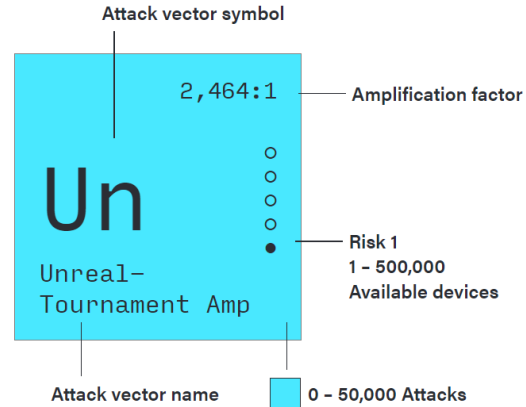 Attack vector symbol
2,464:1
Amplification factor
Un
Risk 1
1 – 500,000
Available devices
Unreal–
Tournament Amp
Attack vector name
0 – 50,000 Attacks